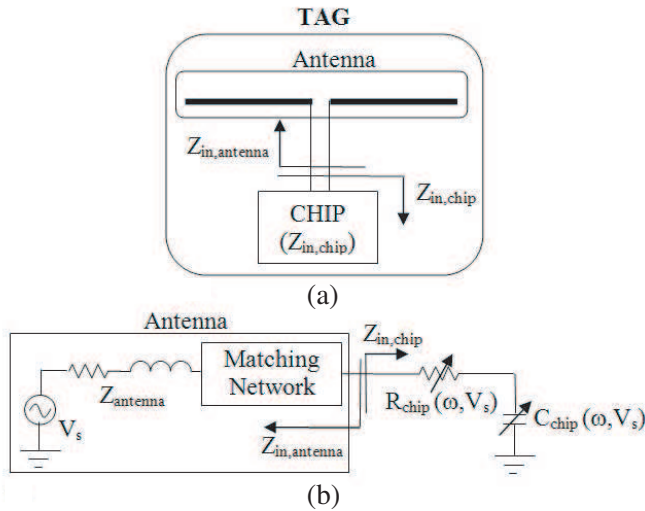 TAG
Antenna
Z_in,antenna
Z_in,chip
CHIP
(Z_in,chip)
(a)
Antenna
Z_in,chip
Matching
Network
Z_antenna
R_chip (ω,V_s)
V_s
C_chip (ω,V_s)
Z_in,antenna
(b)